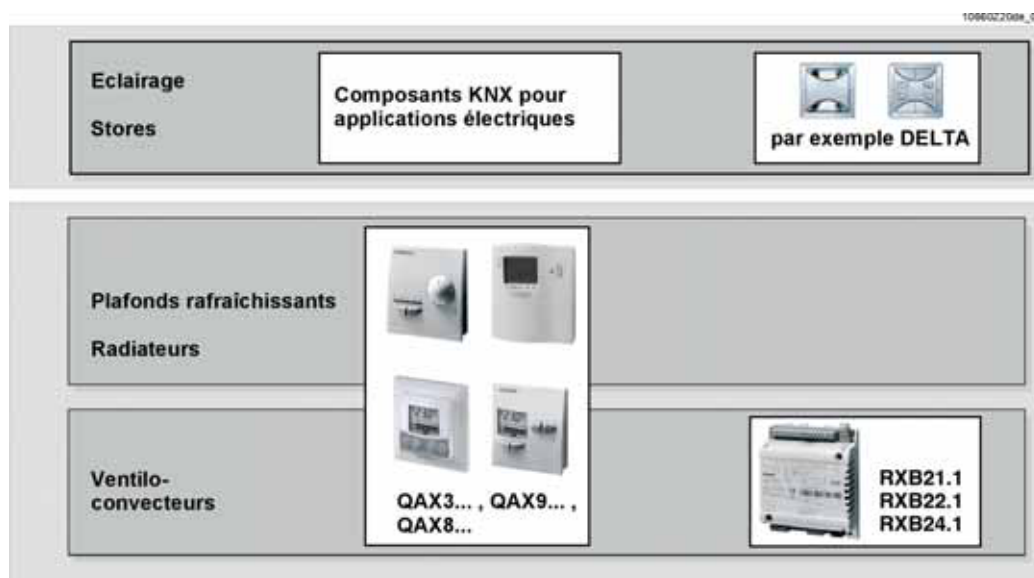 Eclairage
Stores
Composants KNX pour
applications électriques
par exemple DELTA
Plafonds rafraîchissants
Radiateurs
Ventilo-
convecteurs
QAX3... , QAX9... ,
QAX8...
RXB21.1
RXB22.1
RXB24.1